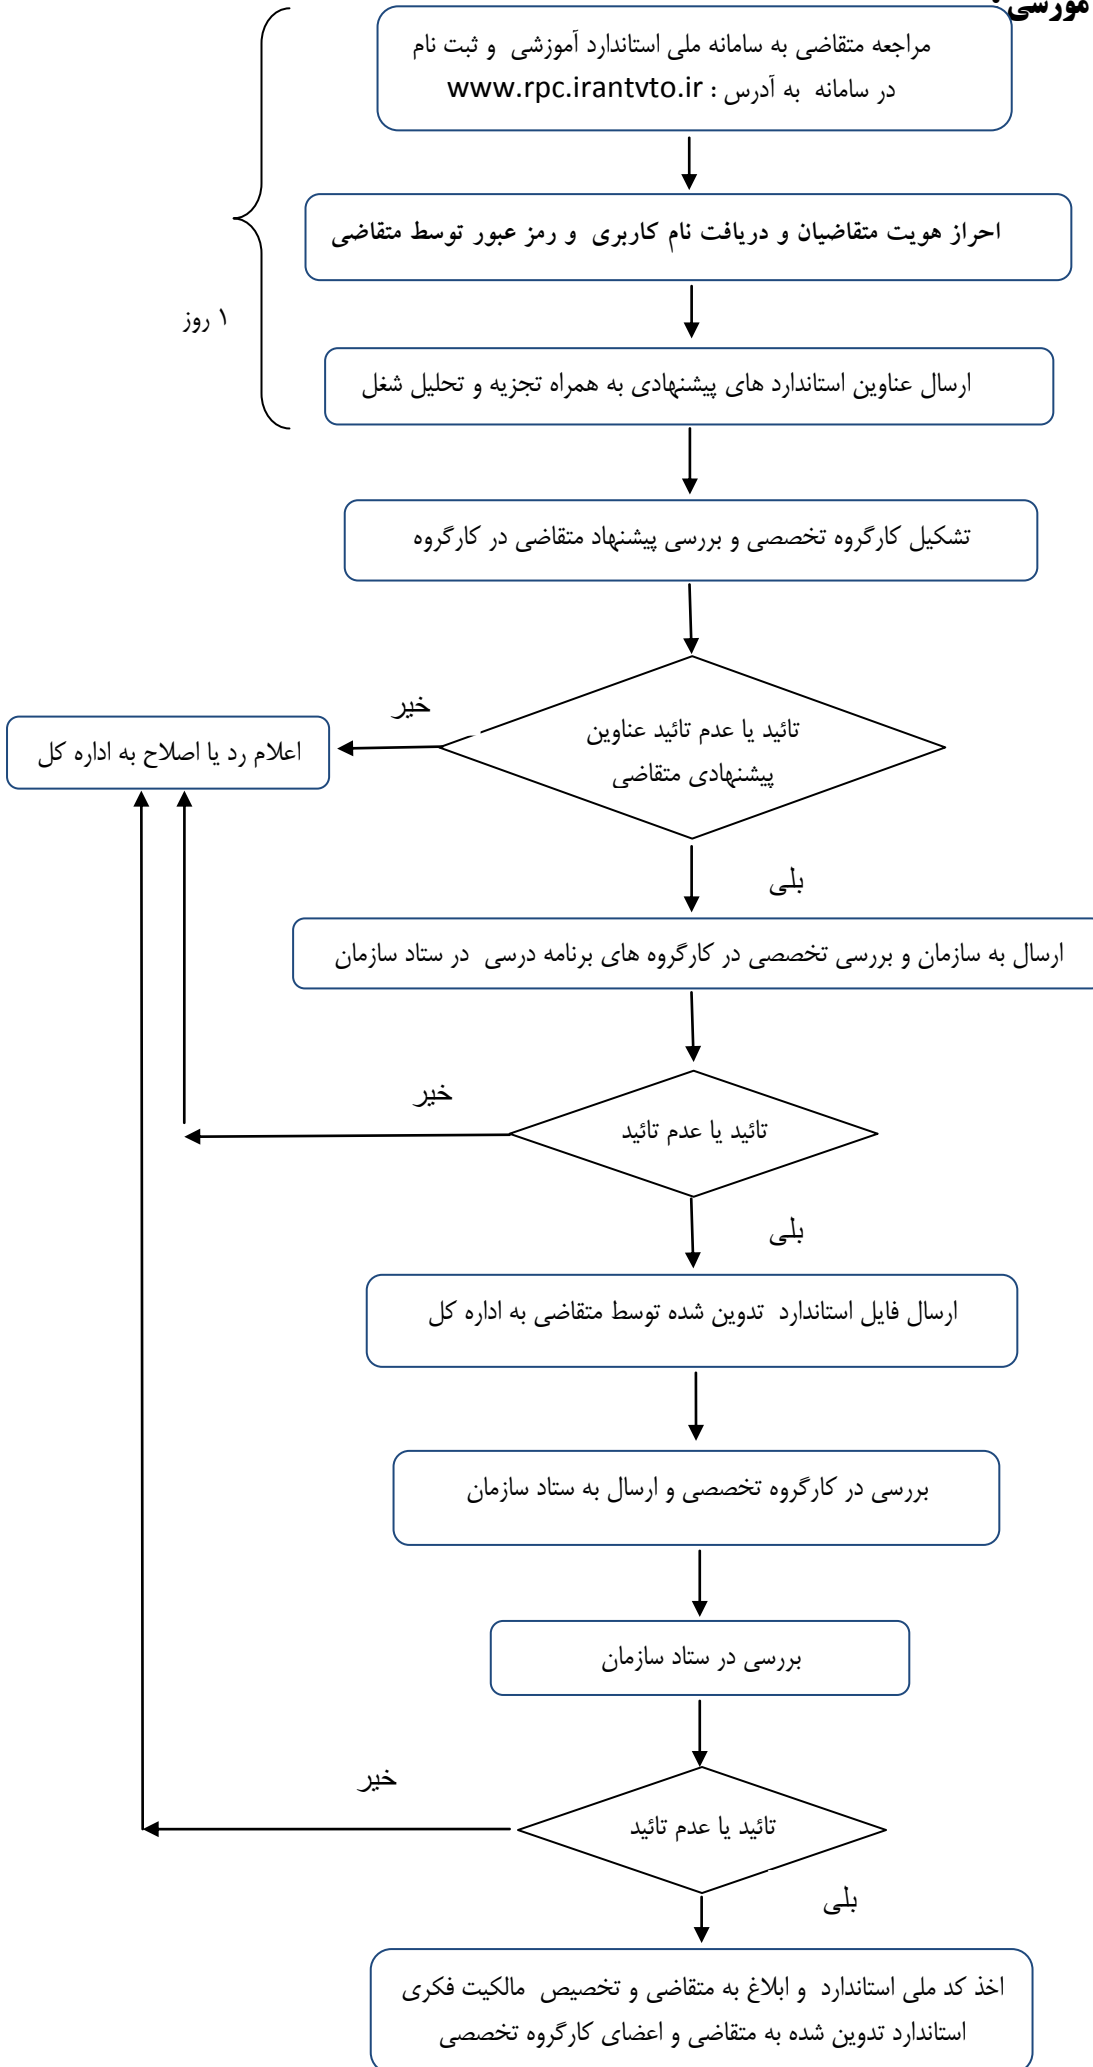 مراجعه متقاضی به سامانه ملی استاندارد آموزشی و ثبت نام
در سامانه به آدرس : www.rpc.irantvto.ir
احراز هویت متقاضیان و دریافت نام کاربری و رمز عبور توسط متقاضی
۱ روز
ارسال عناوین استاندارد های پیشنهادی به همراه تجزیه و تحلیل شغل
تشکیل کارگروه تخصصی و بررسی پیشنهاد متقاضی در کارگروه
تائید یا عدم تائید عناوین
پیشنهادی متقاضی
خیر
اعلام رد یا اصلاح به اداره کل
بلی
ارسال به سازمان و بررسی تخصصی در کارگروه های برنامه درسی در ستاد سازمان
تائید یا عدم تائید
خیر
بلی
ارسال فایل استاندارد تدوین شده توسط متقاضی به اداره کل
بررسی در کارگروه تخصصی و ارسال به ستاد سازمان
بررسی در ستاد سازمان
تائید یا عدم تائید
خیر
بلی
اخذ کد ملی استاندارد و ابلاغ به متقاضی و تخصیص مالکیت فکری
استاندارد تدوین شده به متقاضی و اعضای کارگروه تخصصی